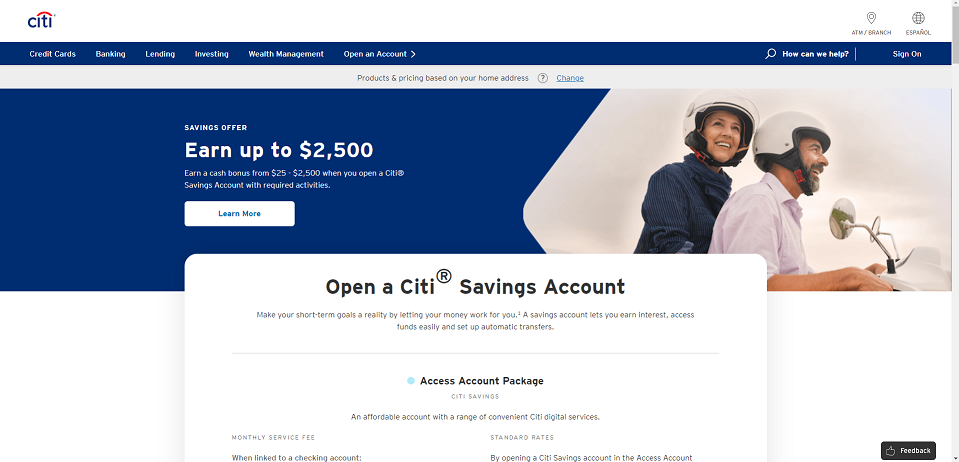 citi
ATM / BRANCH
ESPAÑOL
Credit Cards
Banking
Lending
Investing
Wealth Management
Open an Account
How can we help?
Sign On
Products & pricing based on your home address ? Change
SAVINGS OFFER
Earn up to $2,500
Earn a cash bonus from $25 - $2,500 when you open a Citi®
Savings Account with required activities.
Learn More
Open a Citi® Savings Account
Make your short-term goals a reality by letting your money work for you.¹ A savings account lets you earn interest, access
funds easily and set up automatic transfers.
Access Account Package
CITI SAVINGS
An affordable account with a range of convenient Citi digital services.
MONTHLY SERVICE FEE
When linked to a checking account:
STANDARD RATES
By opening a Citi Savings account in the Access Account
Feedback